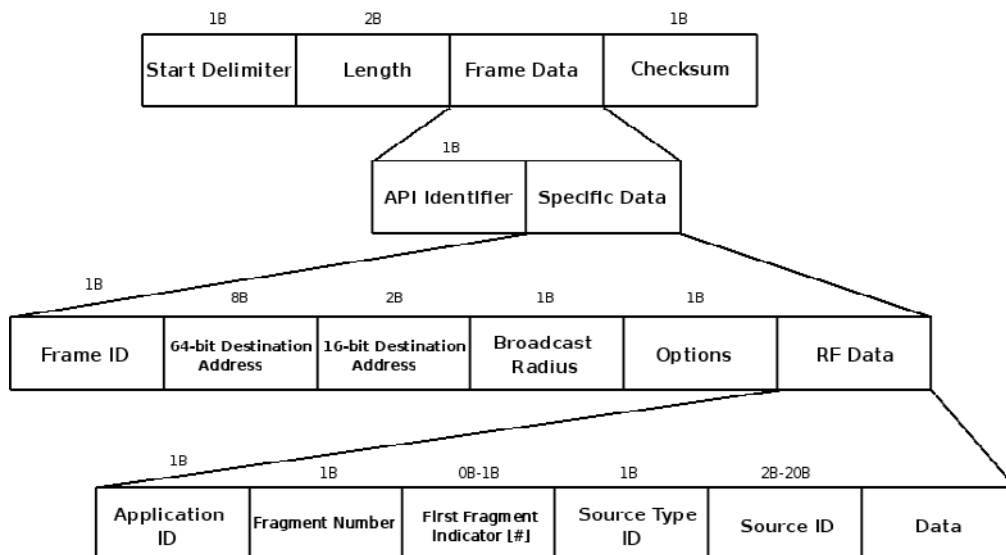 1B 2B 1B
Start Delimiter Length Frame Data Checksum
1B
API Identifier Specific Data
1B 8B 2B 1B 1B
Frame ID 64-bit Destination Address 16-bit Destination Address Broadcast Radius Options RF Data
1B 1B 0B-1B 1B 2B-20B
Application ID Fragment Number First Fragment Indicator [#] Source Type ID Source ID Data